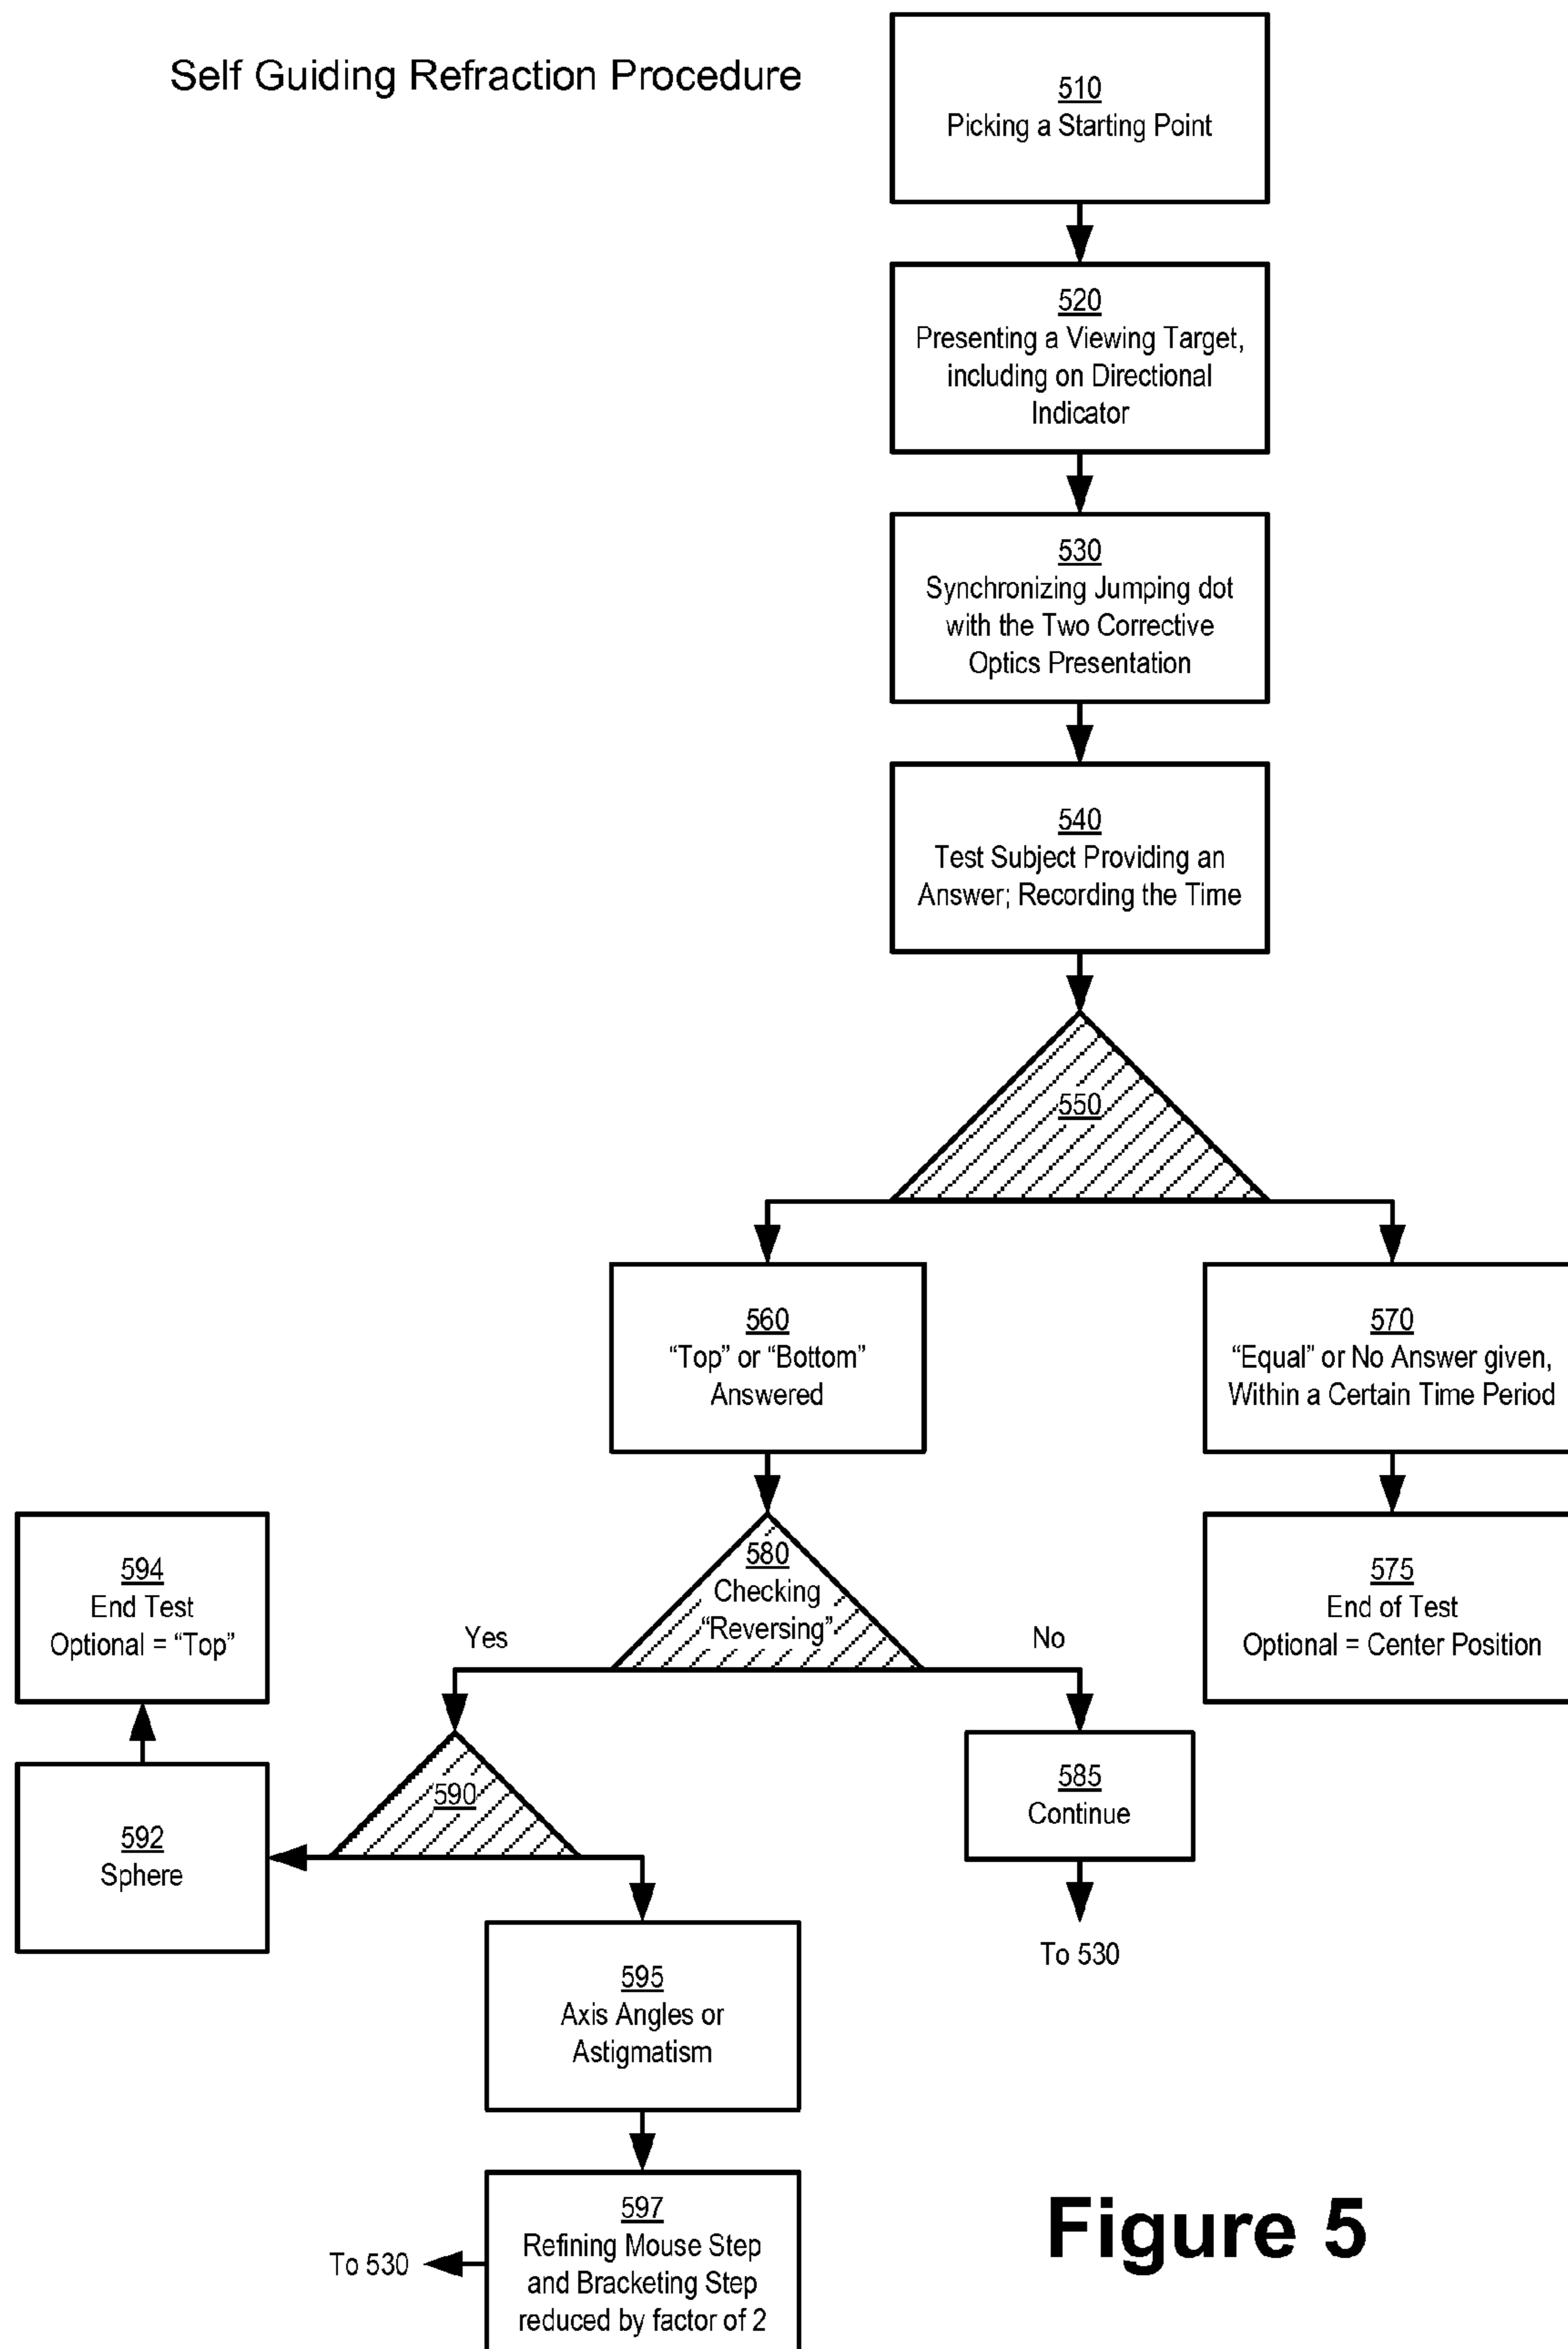 Self Guiding Refraction Procedure
510
Picking a Starting Point
520
Presenting a Viewing Target,
including on Directional
Indicator
530
Synchronizing Jumping dot
with the Two Corrective
Optics Presentation
540
Test Subject Providing an
Answer; Recording the Time
550
560
“Top” or “Bottom”
Answered
570
“Equal” or No Answer given,
Within a Certain Time Period
575
End of Test
Optional = Center Position
580
Checking
“Reversing”
Yes
No
585
Continue
To 530
590
592
Sphere
594
End Test
Optional = “Top”
595
Axis Angles or
Astigmatism
597
Refining Mouse Step
and Bracketing Step
reduced by factor of 2
To 530
Figure 5